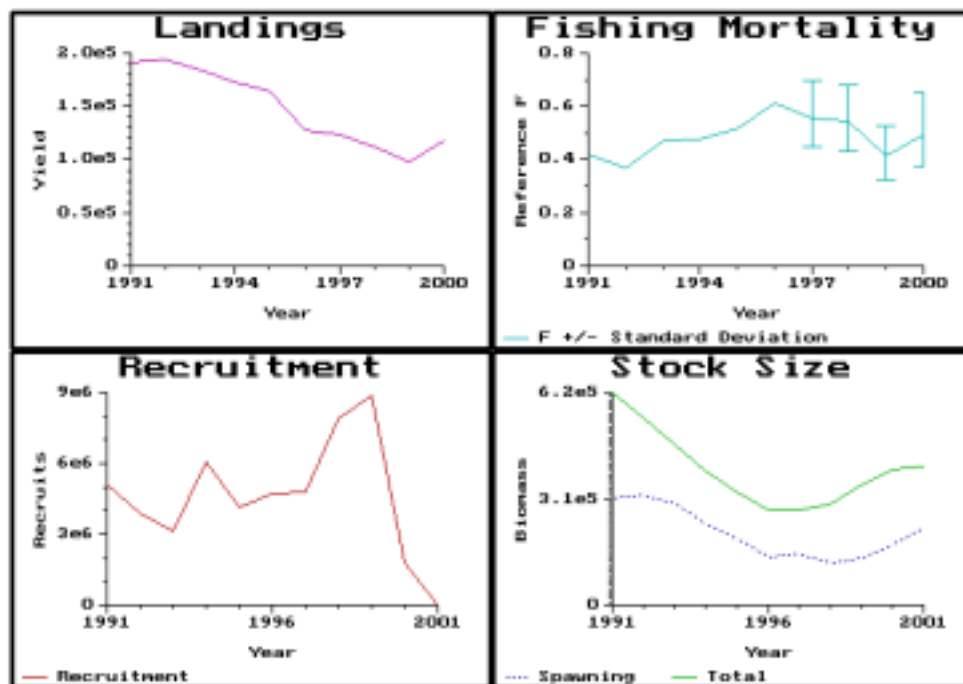 Landings
2.0e5
1.5e5
1.0e5
0.5e5
0
Yield
1991 1994 1997 2000
Year
Fishing Mortality
0.8
0.6
0.4
0.2
0
Reference F
1991 1994 1997 2000
Year
F +/- Standard Deviation
Recruitment
9e6
6e6
3e6
0
Recruits
1991 1996 2001
Year
Recruitment
Stock Size
6.2e5
3.1e5
0
Biomass
1991 1996 2001
Year
Spawning Total